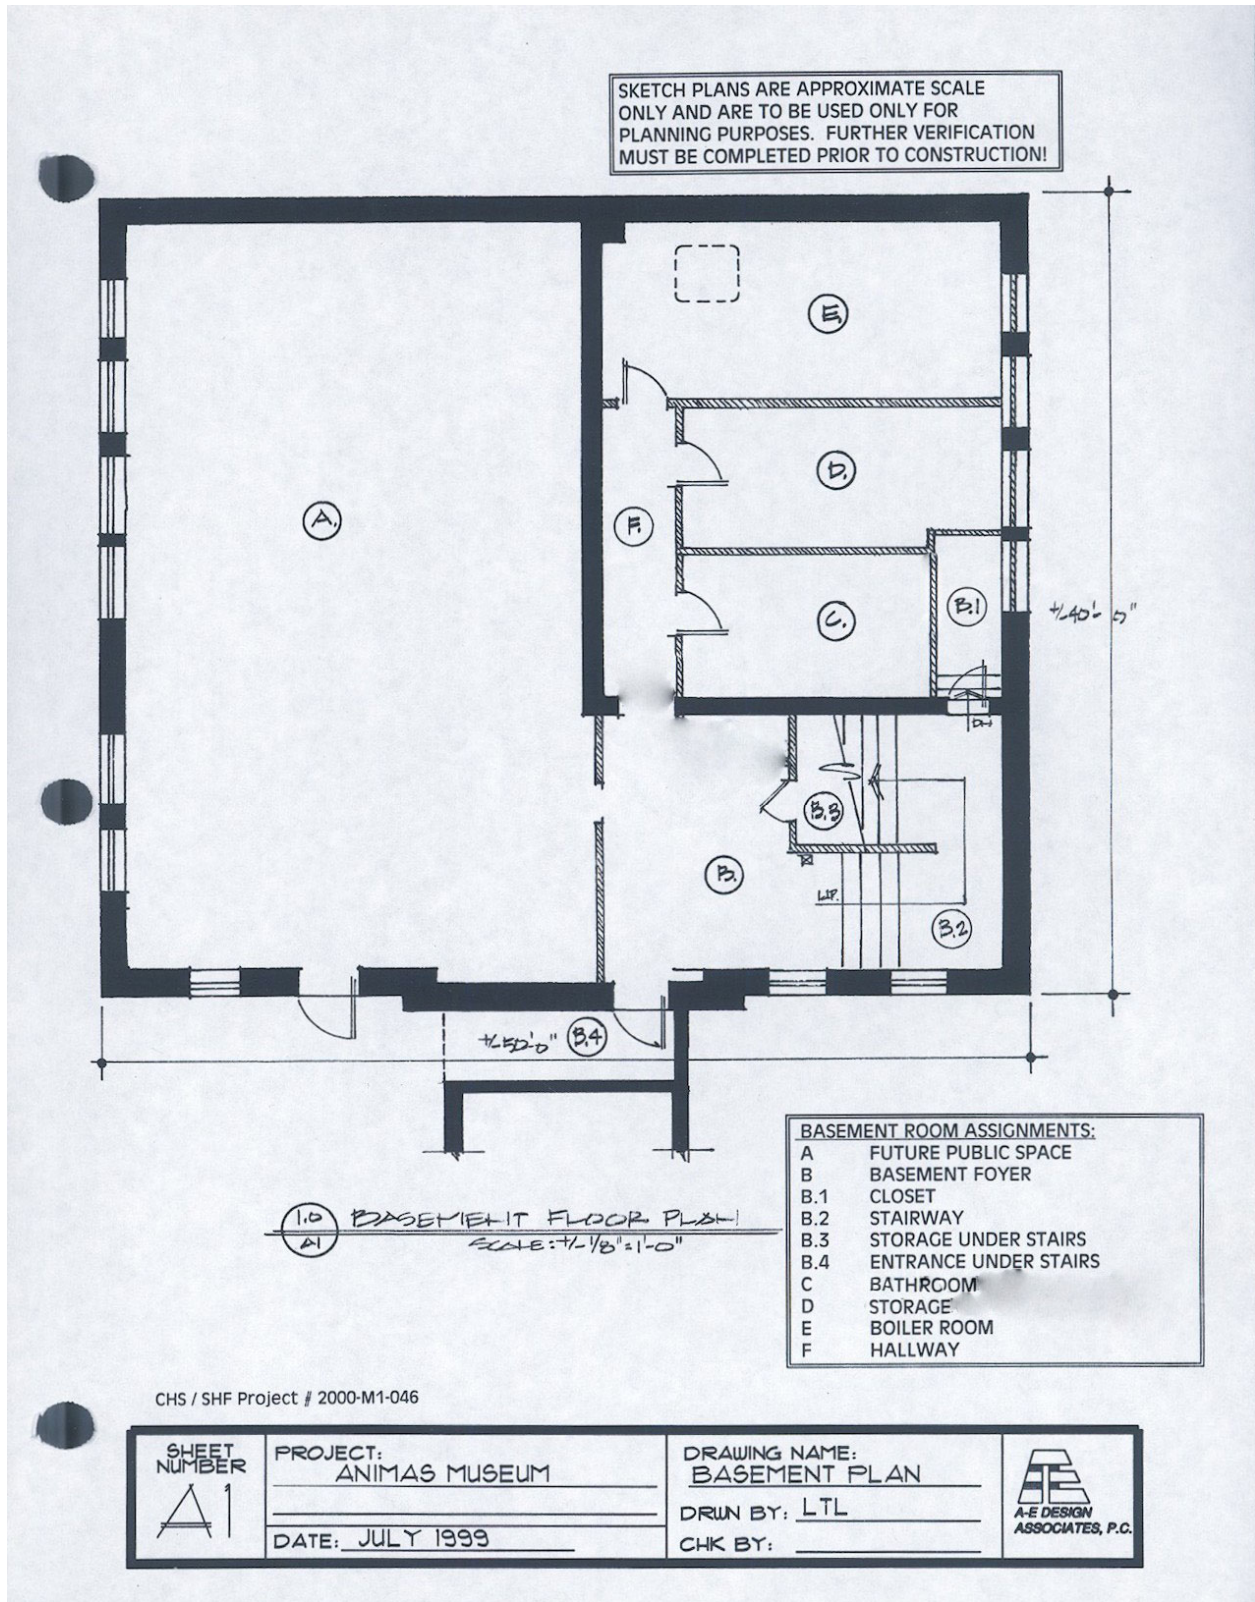 SKETCH PLANS ARE APPROXIMATE SCALE
ONLY AND ARE TO BE USED ONLY FOR
PLANNING PURPOSES. FURTHER VERIFICATION
MUST BE COMPLETED PRIOR TO CONSTRUCTION!
E.
D.
A.
F.
B.1
C.
+/-40'-0"
DN
B.3
B.
UP.
B.2
+/-50'-0"
B.4
BASEMENT ROOM ASSIGNMENTS:
A FUTURE PUBLIC SPACE
B BASEMENT FOYER
B.1 CLOSET
B.2 STAIRWAY
B.3 STORAGE UNDER STAIRS
B.4 ENTRANCE UNDER STAIRS
C BATHROOM
D STORAGE
E BOILER ROOM
F HALLWAY
1.0
A1
BASEMENT FLOOR PLAN
SCALE: +/-1/8"=1'-0"
CHS / SHF Project # 2000-M1-046
SHEET
NUMBER
A1
PROJECT:
ANIMAS MUSEUM
DATE: JULY 1999
DRAWING NAME:
BASEMENT PLAN
DRWN BY: LTL
CHK BY:
A-E DESIGN
ASSOCIATES, P.C.